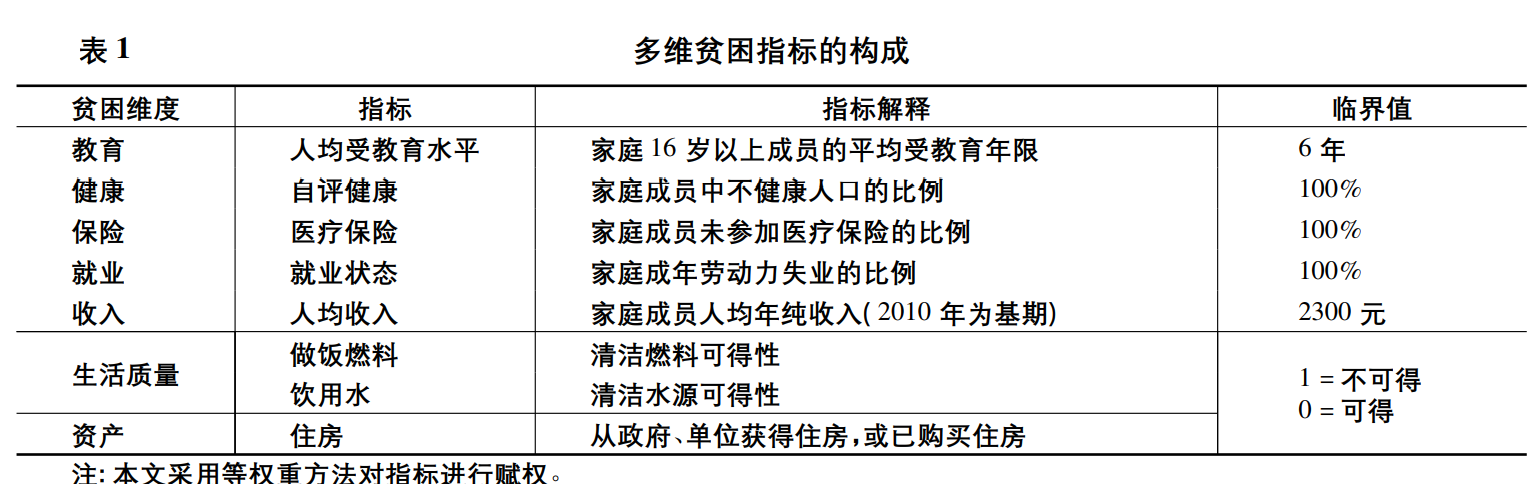 表 1 多维贫困指标的构成
贫困维度 指标 指标解释 临界值
教育 人均受教育水平 家庭 16 岁以上成员的平均受教育年限 6 年
健康 自评健康 家庭成员中不健康人口的比例 100%
保险 医疗保险 家庭成员未参加医疗保险的比例 100%
就业 就业状态 家庭成年劳动力失业的比例 100%
收入 人均收入 家庭成员人均年纯收入( 2010 年为基期) 2300 元
生活质量 做饭燃料 清洁燃料可得性
饮用水 清洁水源可得性
1 = 不可得
0 = 可得
资产 住房 从政府、单位获得住房,或已购买住房
注: 本文采用等权重方法对指标进行赋权。